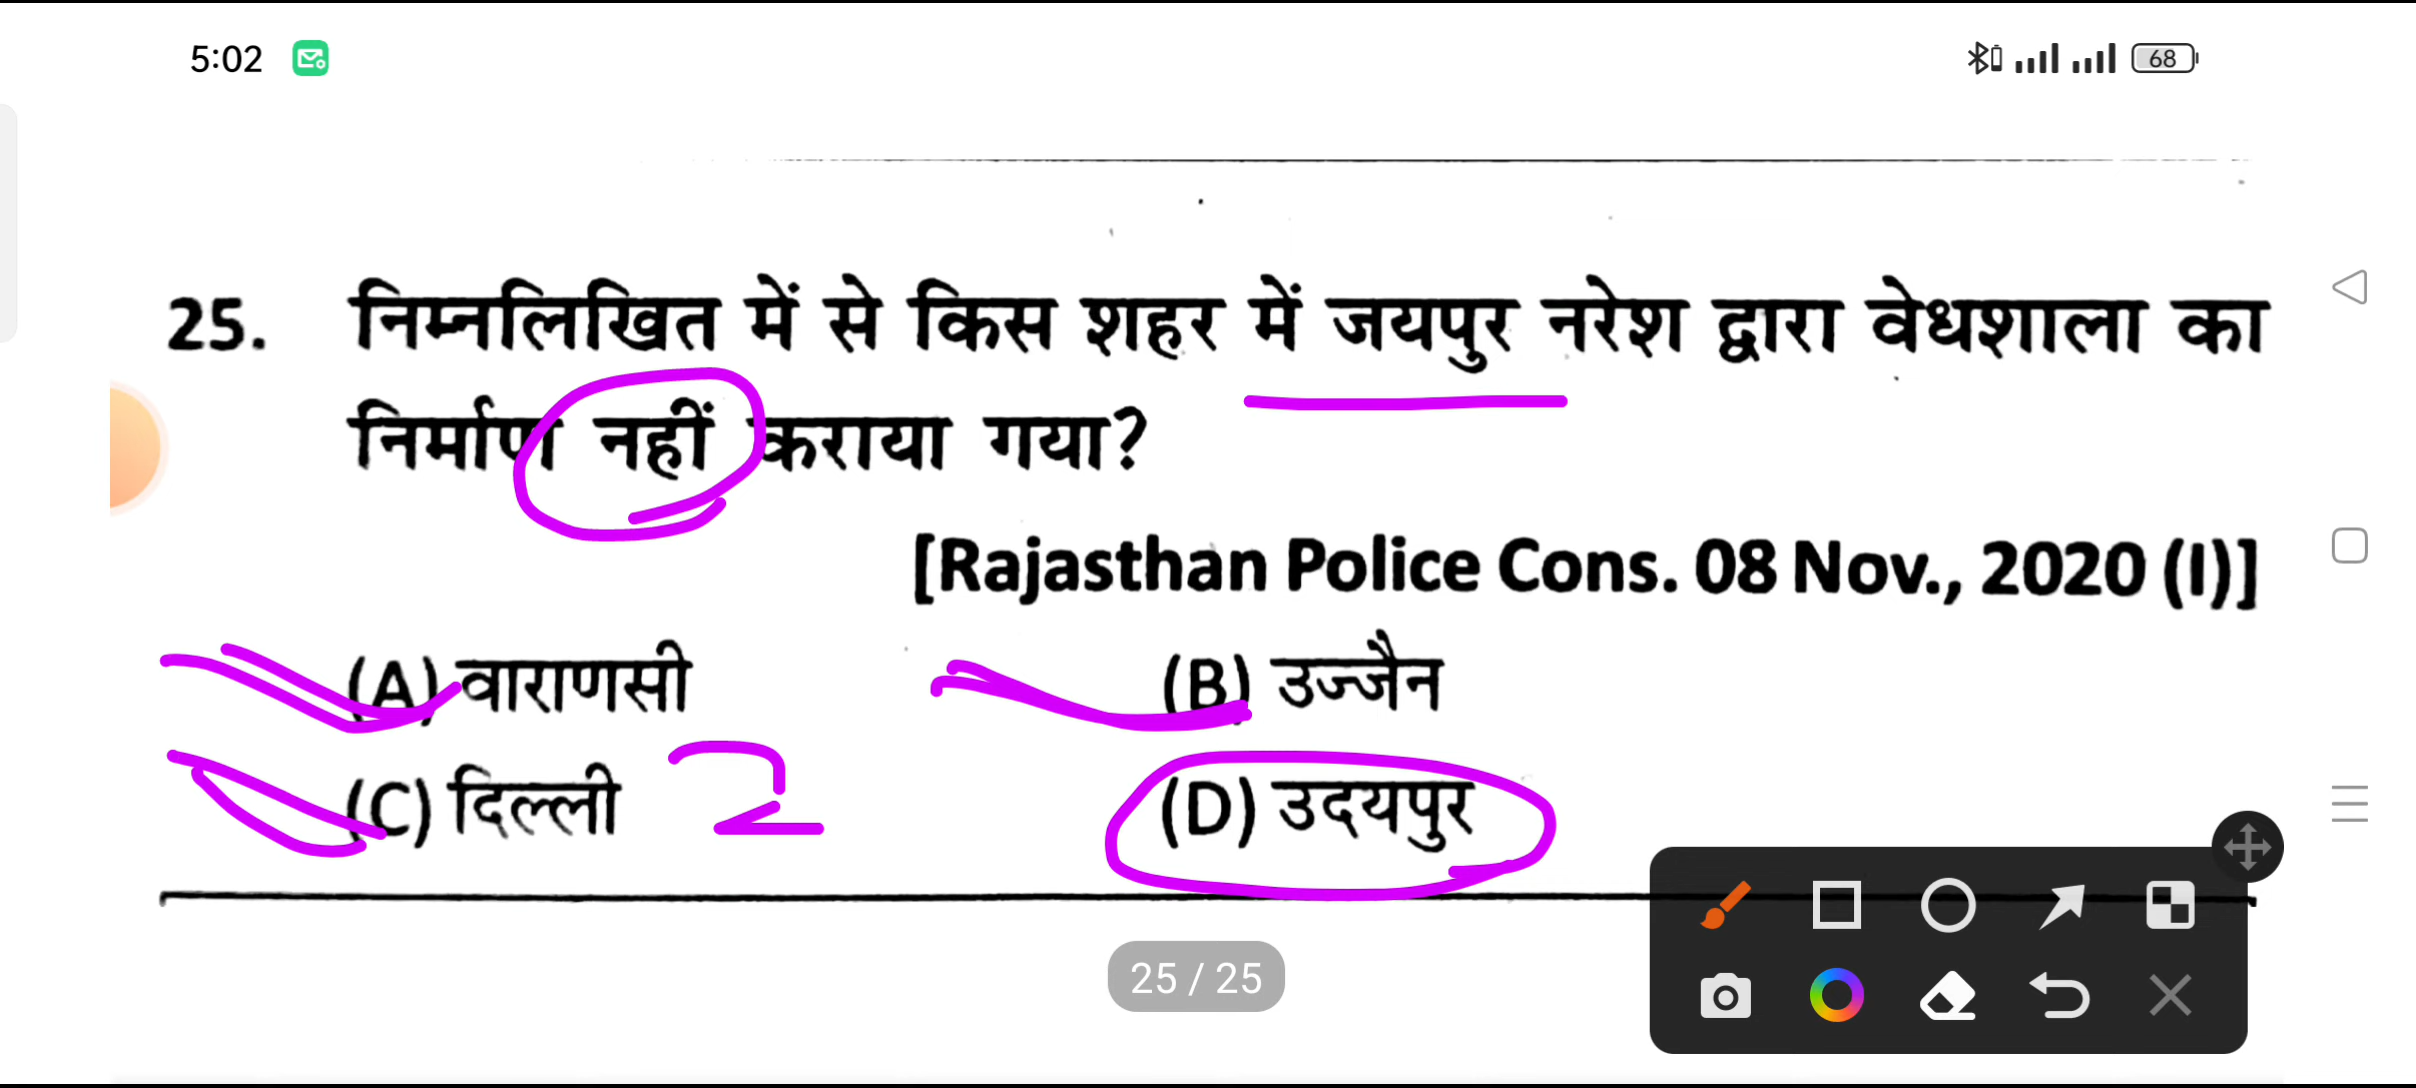 5:02
68
25. निम्नलिखित में से किस शहर में जयपुर नरेश द्वारा वेधशाला का
निर्माण नहीं कराया गया?
[Rajasthan Police Cons. 08 Nov., 2020 (I)]
(A) वाराणसी (B) उज्जैन
(C) दिल्ली 2 (D) उदयपुर
25 / 25